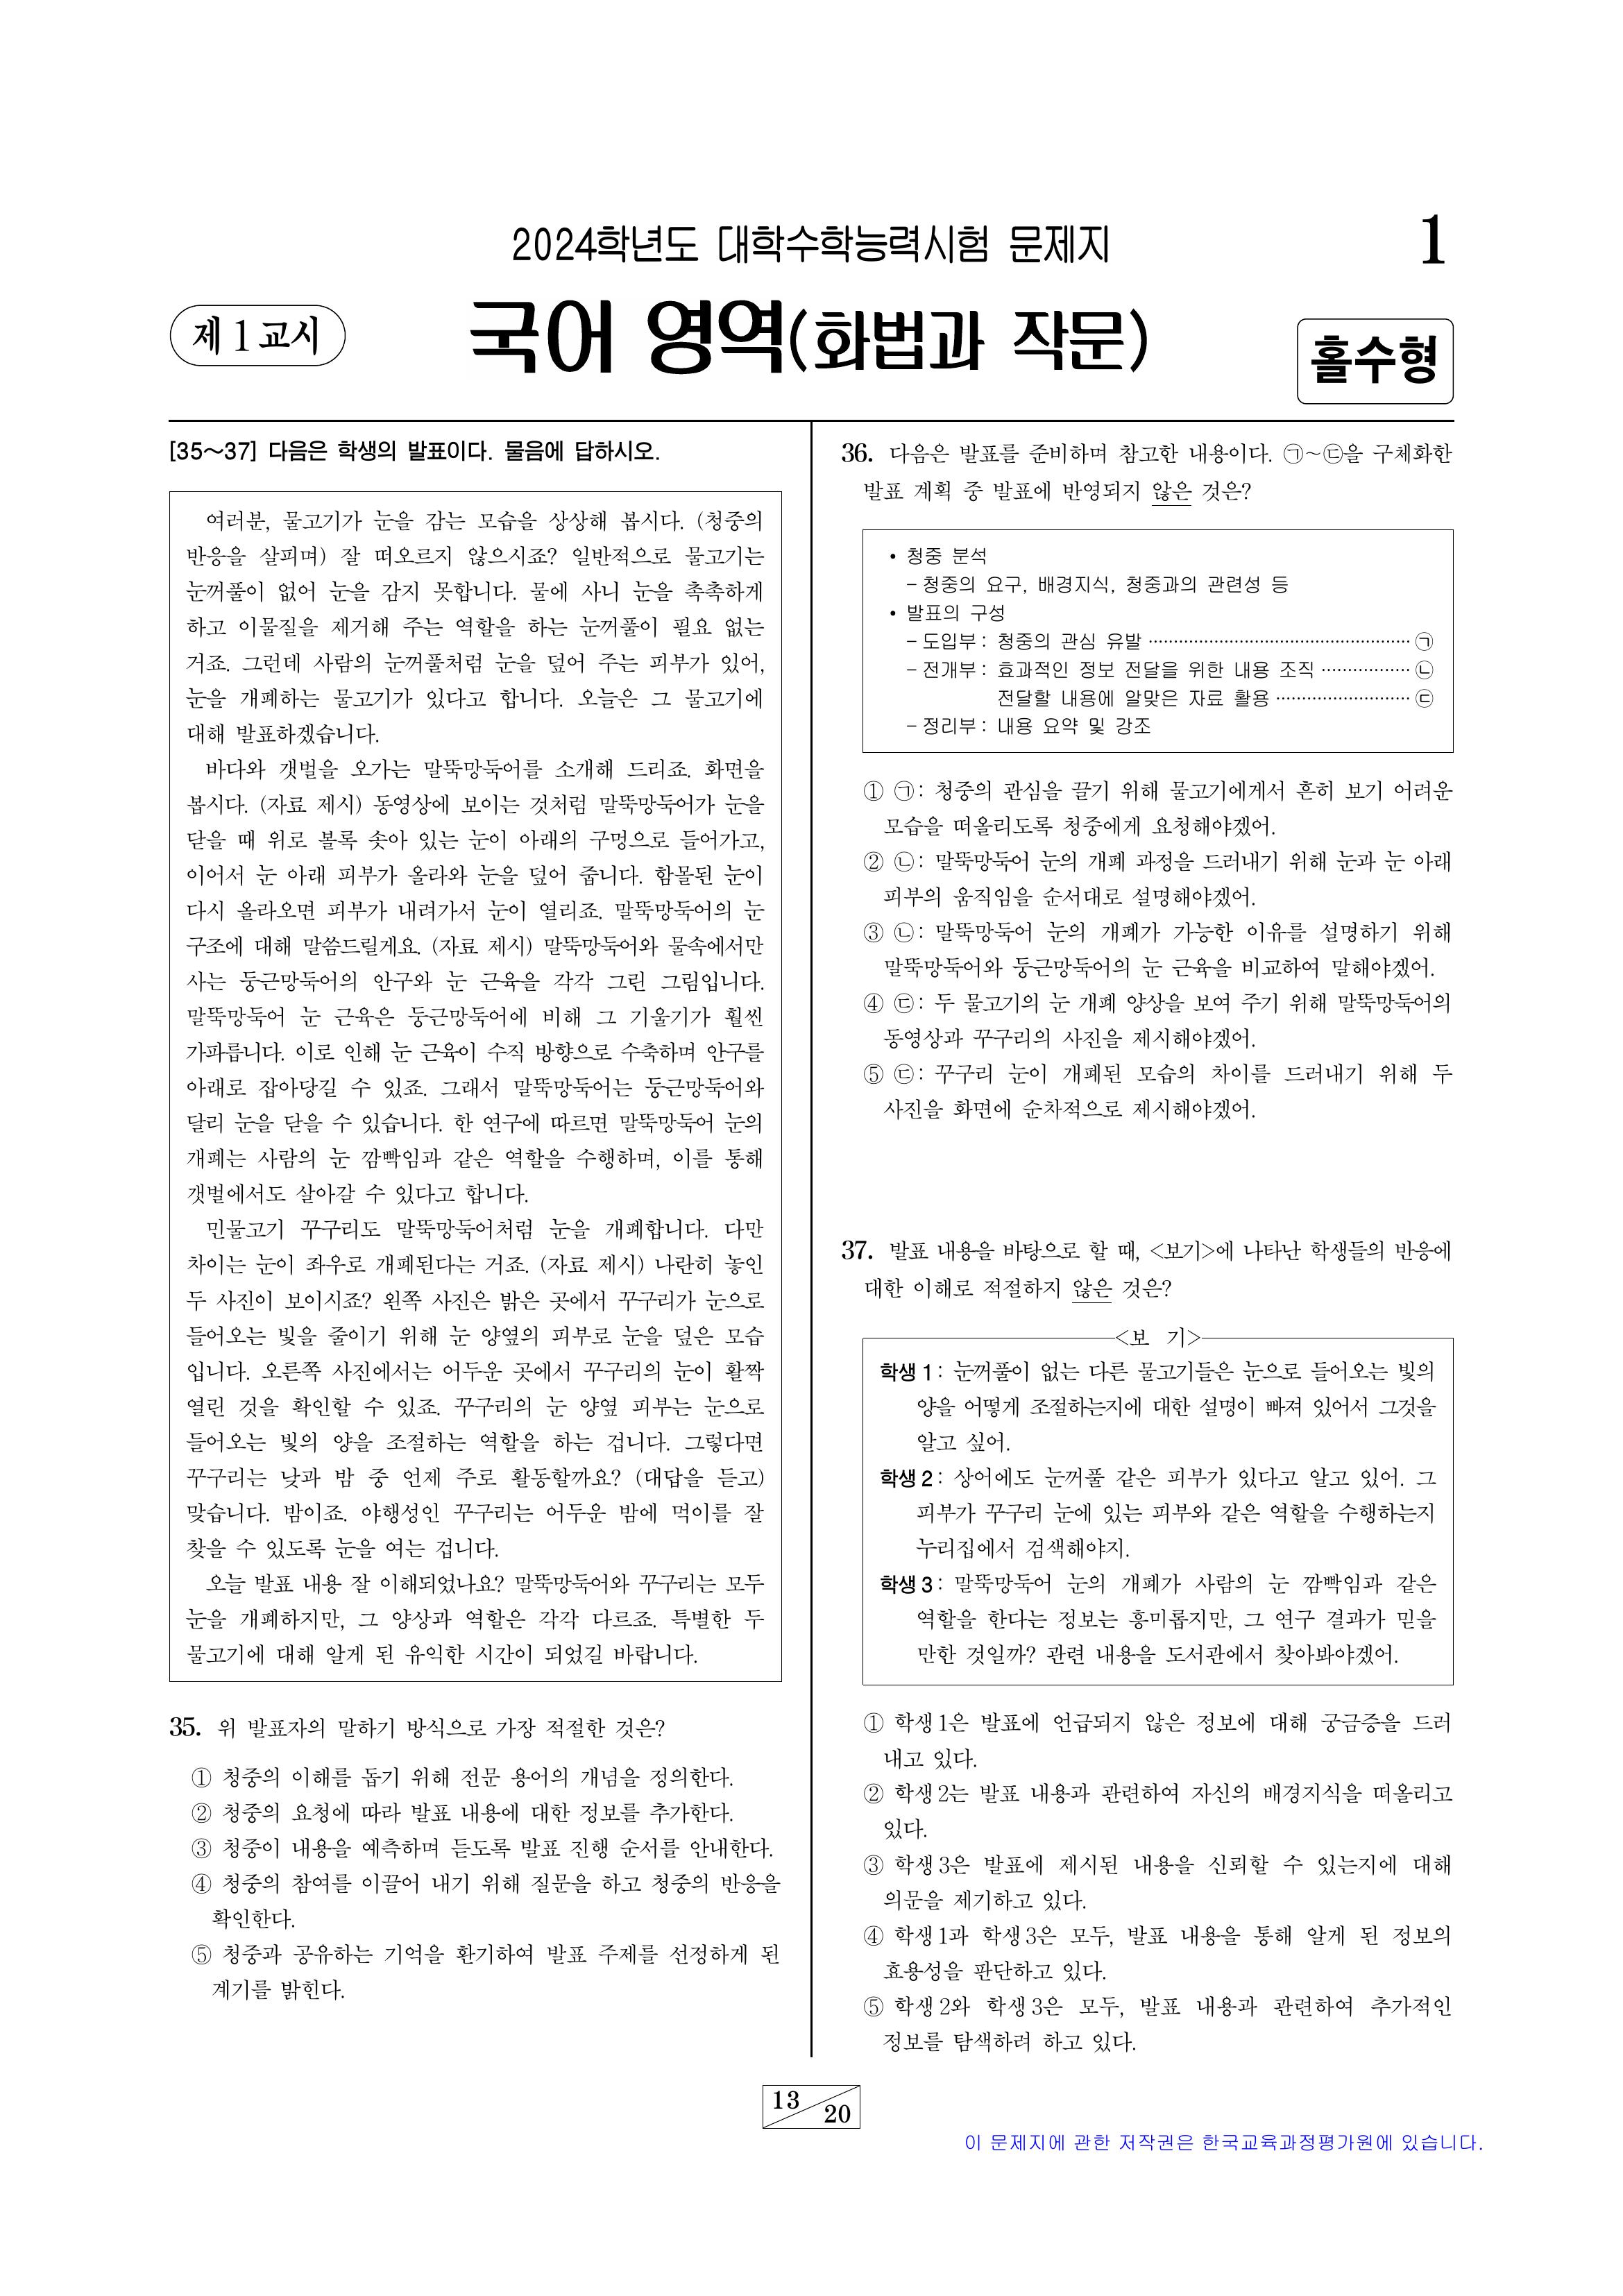 2024학년도 대학수학능력시험 문제지
1
제 1 교시
국어 영역(화법과 작문)
홀수형
[35～37] 다음은 학생의 발표이다. 물음에 답하시오.
여러분, 물고기가 눈을 감는 모습을 상상해 봅시다. (청중의
반응을 살피며) 잘 떠오르지 않으시죠? 일반적으로 물고기는
눈꺼풀이 없어 눈을 감지 못합니다. 물에 사니 눈을 촉촉하게
하고 이물질을 제거해 주는 역할을 하는 눈꺼풀이 필요 없는
거죠. 그런데 사람의 눈꺼풀처럼 눈을 덮어 주는 피부가 있어,
눈을 개폐하는 물고기가 있다고 합니다. 오늘은 그 물고기에
대해 발표하겠습니다.
바다와 갯벌을 오가는 말뚝망둑어를 소개해 드리죠. 화면을
봅시다. (자료 제시) 동영상에 보이는 것처럼 말뚝망둑어가 눈을
닫을 때 위로 볼록 솟아 있는 눈이 아래의 구멍으로 들어가고,
이어서 눈 아래 피부가 올라와 눈을 덮어 줍니다. 함몰된 눈이
다시 올라오면 피부가 내려가서 눈이 열리죠. 말뚝망둑어의 눈
구조에 대해 말씀드릴게요. (자료 제시) 말뚝망둑어와 물속에서만
사는 둥근망둑어의 안구와 눈 근육을 각각 그린 그림입니다.
말뚝망둑어 눈 근육은 둥근망둑어에 비해 그 기울기가 훨씬
가파릅니다. 이로 인해 눈 근육이 수직 방향으로 수축하며 안구를
아래로 잡아당길 수 있죠. 그래서 말뚝망둑어는 둥근망둑어와
달리 눈을 닫을 수 있습니다. 한 연구에 따르면 말뚝망둑어 눈의
개폐는 사람의 눈 깜빡임과 같은 역할을 수행하며, 이를 통해
갯벌에서도 살아갈 수 있다고 합니다.
민물고기 꾸구리도 말뚝망둑어처럼 눈을 개폐합니다. 다만
차이는 눈이 좌우로 개폐된다는 거죠. (자료 제시) 나란히 놓인
두 사진이 보이시죠? 왼쪽 사진은 밝은 곳에서 꾸구리가 눈으로
들어오는 빛을 줄이기 위해 눈 양옆의 피부로 눈을 덮은 모습
입니다. 오른쪽 사진에서는 어두운 곳에서 꾸구리의 눈이 활짝
열린 것을 확인할 수 있죠. 꾸구리의 눈 양옆 피부는 눈으로
들어오는 빛의 양을 조절하는 역할을 하는 겁니다. 그렇다면
꾸구리는 낮과 밤 중 언제 주로 활동할까요? (대답을 듣고)
맞습니다. 밤이죠. 야행성인 꾸구리는 어두운 밤에 먹이를 잘
찾을 수 있도록 눈을 여는 겁니다.
오늘 발표 내용 잘 이해되었나요? 말뚝망둑어와 꾸구리는 모두
눈을 개폐하지만, 그 양상과 역할은 각각 다르죠. 특별한 두
물고기에 대해 알게 된 유익한 시간이 되었길 바랍니다.
35. 위 발표자의 말하기 방식으로 가장 적절한 것은?
① 청중의 이해를 돕기 위해 전문 용어의 개념을 정의한다.
② 청중의 요청에 따라 발표 내용에 대한 정보를 추가한다.
③ 청중이 내용을 예측하며 듣도록 발표 진행 순서를 안내한다.
④ 청중의 참여를 이끌어 내기 위해 질문을 하고 청중의 반응을
확인한다.
⑤ 청중과 공유하는 기억을 환기하여 발표 주제를 선정하게 된
계기를 밝힌다.
36. 다음은 발표를 준비하며 참고한 내용이다. ㉠～㉢을 구체화한
발표 계획 중 발표에 반영되지 않은 것은?
• 청중 분석
– 청중의 요구, 배경지식, 청중과의 관련성 등
• 발표의 구성
– 도입부: 청중의 관심 유발 ······ ㉠
– 전개부: 효과적인 정보 전달을 위한 내용 조직 ······ ㉡
전달할 내용에 알맞은 자료 활용 ······ ㉢
– 정리부: 내용 요약 및 강조
① ㉠: 청중의 관심을 끌기 위해 물고기에게서 흔히 보기 어려운
모습을 떠올리도록 청중에게 요청해야겠어.
② ㉡: 말뚝망둑어 눈의 개폐 과정을 드러내기 위해 눈과 눈 아래
피부의 움직임을 순서대로 설명해야겠어.
③ ㉡: 말뚝망둑어 눈의 개폐가 가능한 이유를 설명하기 위해
말뚝망둑어와 둥근망둑어의 눈 근육을 비교하여 말해야겠어.
④ ㉢: 두 물고기의 눈 개폐 양상을 보여 주기 위해 말뚝망둑어의
동영상과 꾸구리의 사진을 제시해야겠어.
⑤ ㉢: 꾸구리 눈이 개폐된 모습의 차이를 드러내기 위해 두
사진을 화면에 순차적으로 제시해야겠어.
37. 발표 내용을 바탕으로 할 때, <보기>에 나타난 학생들의 반응에
대한 이해로 적절하지 않은 것은?
<보 기>
학생 1: 눈꺼풀이 없는 다른 물고기들은 눈으로 들어오는 빛의
양을 어떻게 조절하는지에 대한 설명이 빠져 있어서 그것을
알고 싶어.
학생 2: 상어에도 눈꺼풀 같은 피부가 있다고 알고 있어. 그
피부가 꾸구리 눈에 있는 피부와 같은 역할을 수행하는지
누리집에서 검색해야지.
학생 3: 말뚝망둑어 눈의 개폐가 사람의 눈 깜빡임과 같은
역할을 한다는 정보는 흥미롭지만, 그 연구 결과가 믿을
만한 것일까? 관련 내용을 도서관에서 찾아봐야겠어.
① 학생 1은 발표에 언급되지 않은 정보에 대해 궁금증을 드러
내고 있다.
② 학생 2는 발표 내용과 관련하여 자신의 배경지식을 떠올리고
있다.
③ 학생 3은 발표에 제시된 내용을 신뢰할 수 있는지에 대해
의문을 제기하고 있다.
④ 학생 1과 학생 3은 모두, 발표 내용을 통해 알게 된 정보의
효용성을 판단하고 있다.
⑤ 학생 2와 학생 3은 모두, 발표 내용과 관련하여 추가적인
정보를 탐색하려 하고 있다.
13
20
이 문제지에 관한 저작권은 한국교육과정평가원에 있습니다.